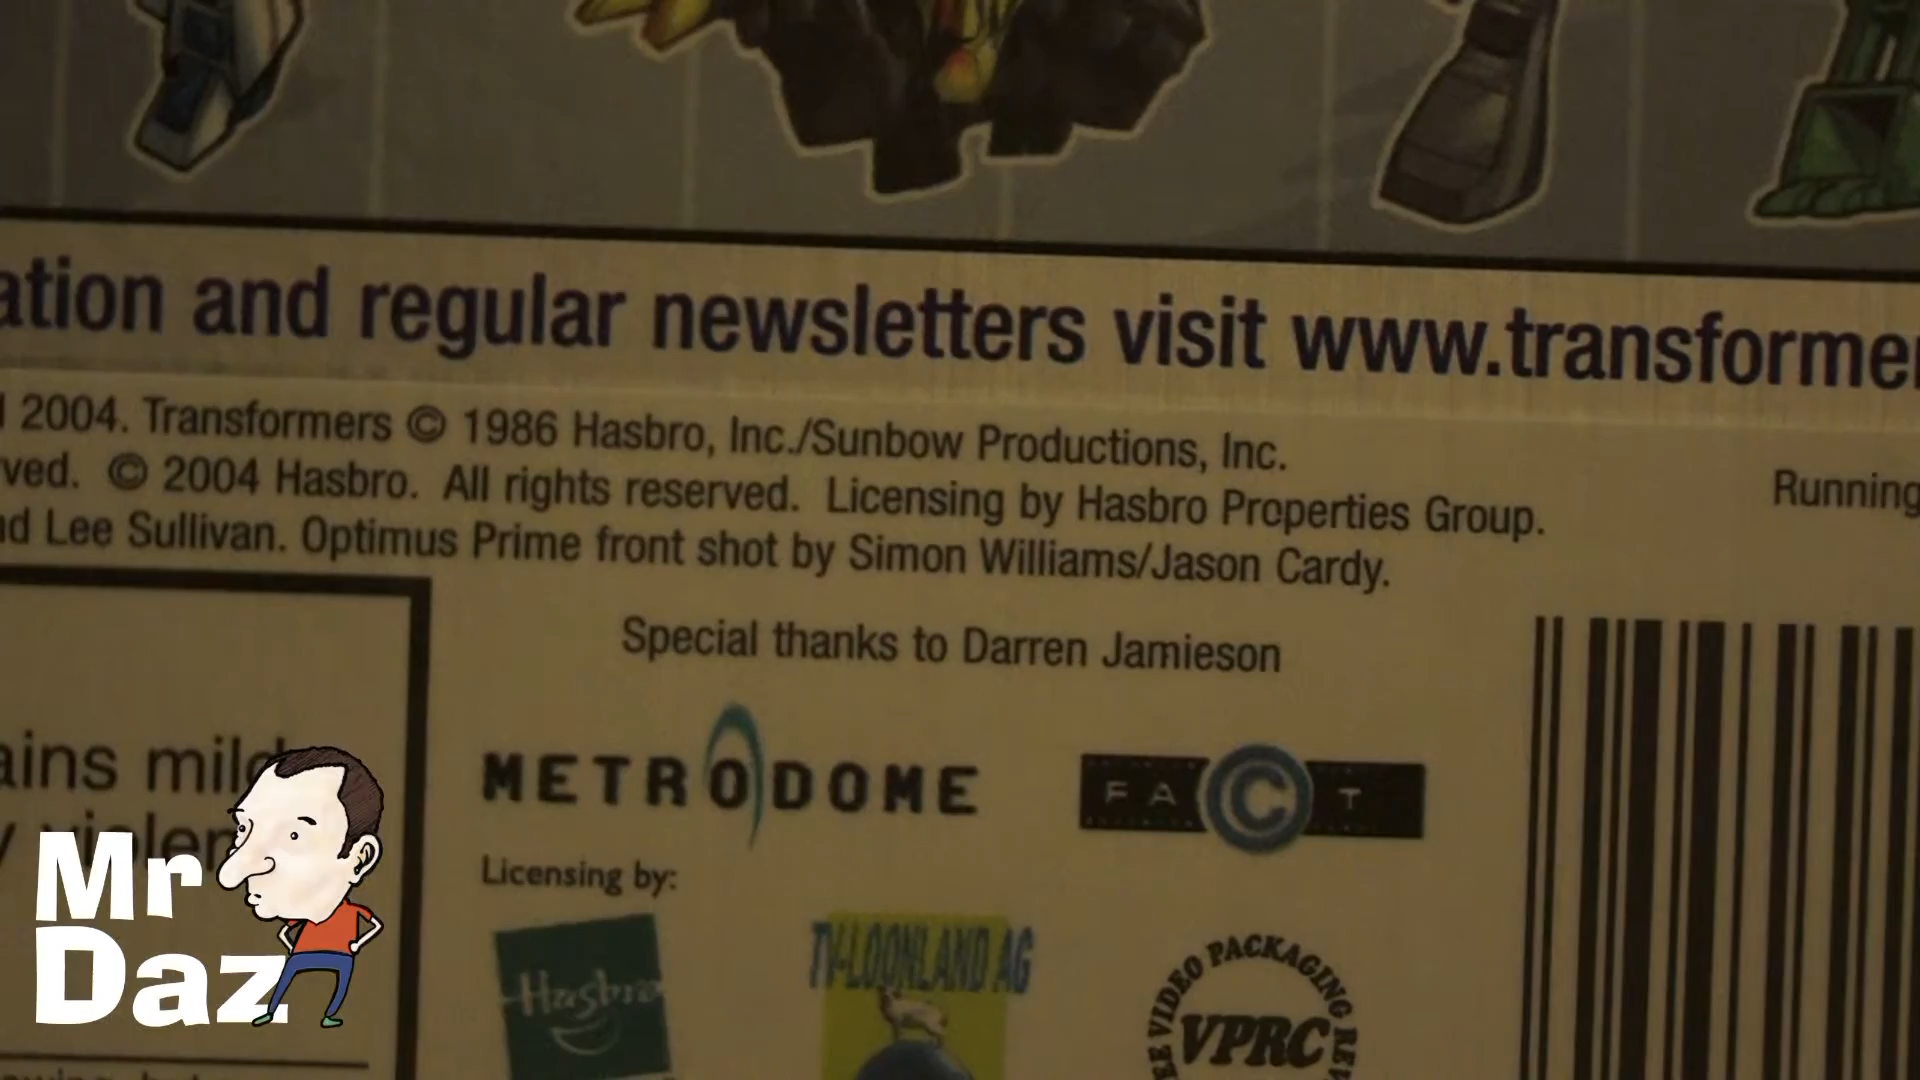 ation and regular newsletters visit www.transformer
2004. Transformers © 1986 Hasbro, Inc./Sunbow Productions, Inc.
ved. © 2004 Hasbro. All rights reserved. Licensing by Hasbro Properties Group.
Running
d Lee Sullivan. Optimus Prime front shot by Simon Williams/Jason Cardy.
Special thanks to Darren Jamieson
ains mild
violen
METRODOME
FACT
Licensing by:
Hasbro
TV-LOONLAND AG
VIDEO PACKAGING RE
VPRC
Mr
Daz